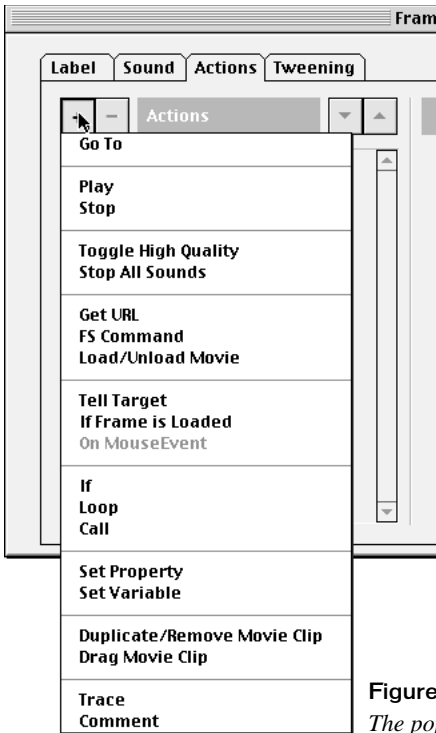 Fram
Label Sound Actions Tweening
+ – Actions
Go To
Play
Stop
Toggle High Quality
Stop All Sounds
Get URL
FS Command
Load/Unload Movie
Tell Target
If Frame is Loaded
On MouseEvent
If
Loop
Call
Set Property
Set Variable
Duplicate/Remove Movie Clip
Drag Movie Clip
Trace
Comment
Figure
The po